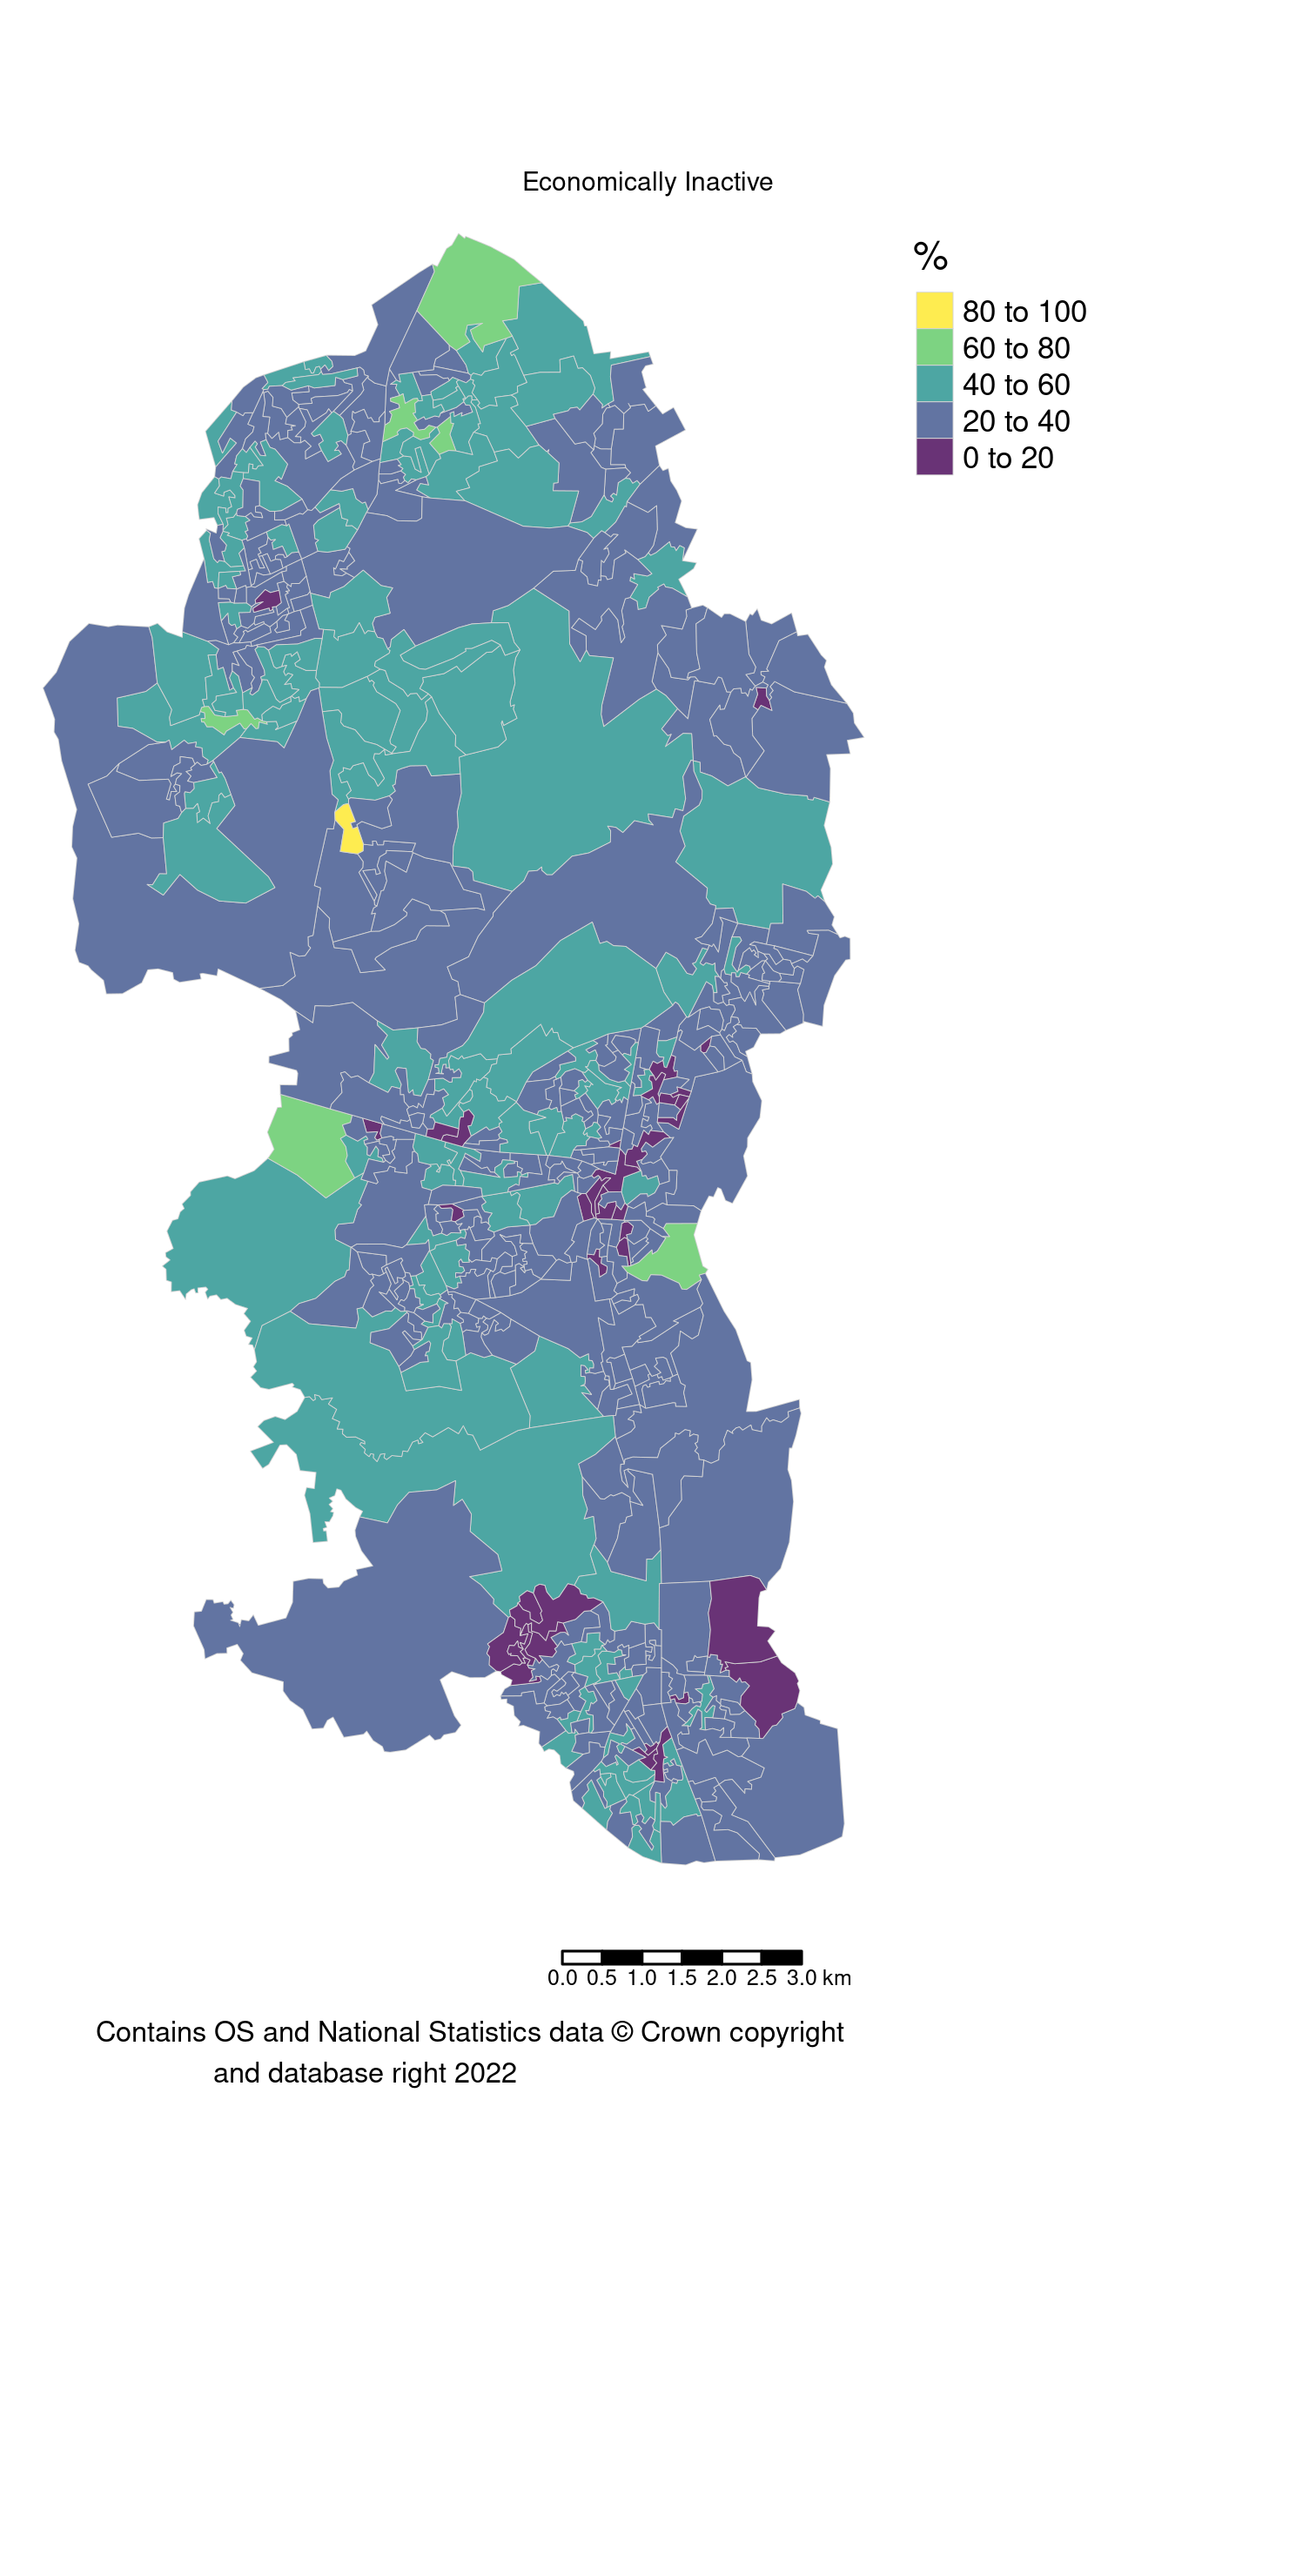 Economically Inactive
%
80 to 100
60 to 80
40 to 60
20 to 40
0 to 20
0.0 0.5 1.0 1.5 2.0 2.5 3.0 km
Contains OS and National Statistics data © Crown copyright
and database right 2022